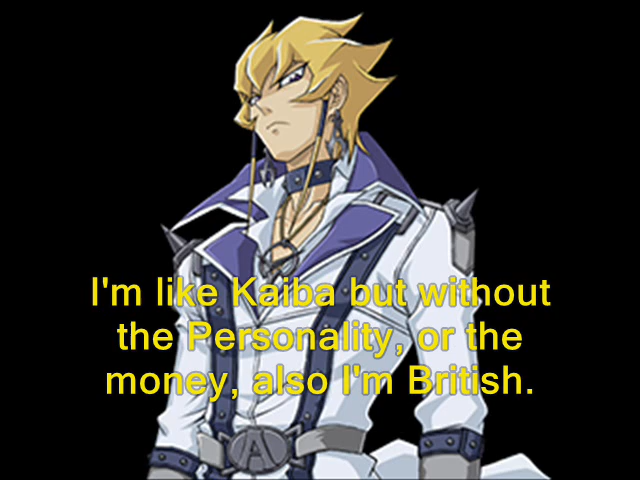 I'm like Kaiba but without
the Personality, or the
money, also I'm British.
A